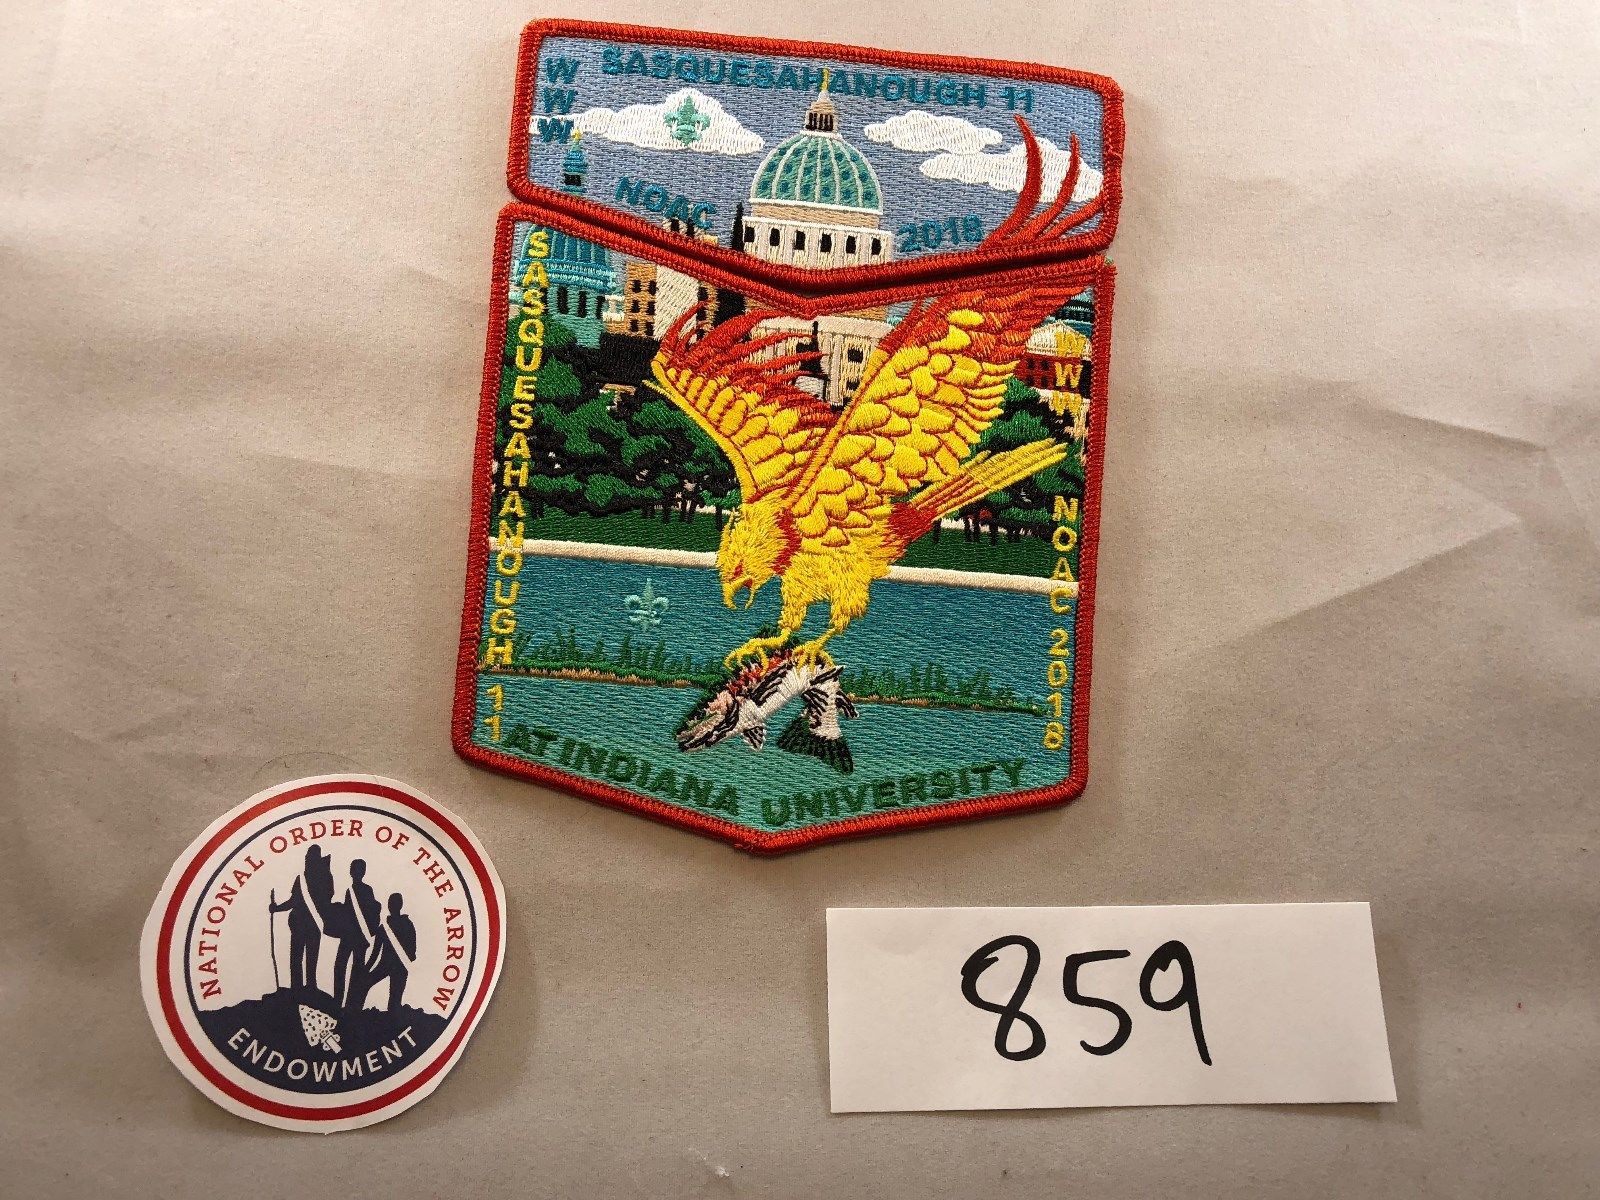 WWW
SASQUESAHANOUGH 11
NOAC 2018
SASQUESAHANOUGH 11
WWW
NOAC 2018
AT INDIANA UNIVERSITY
NATIONAL ORDER OF THE ARROW
ENDOWMENT
859